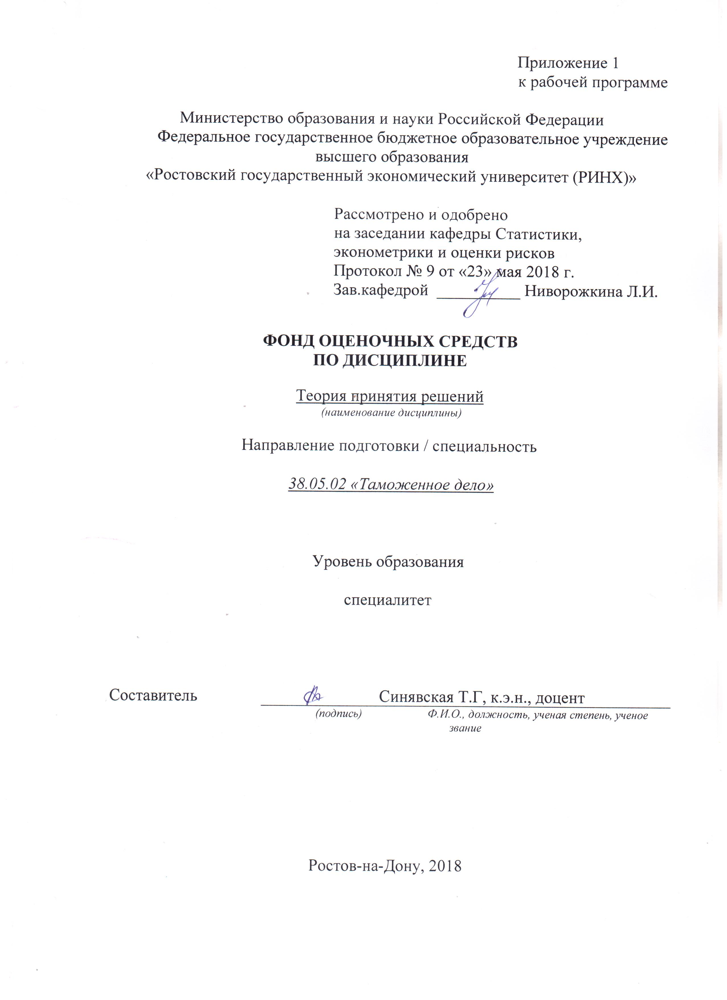 Приложение 1
к рабочей программе
Министерство образования и науки Российской Федерации
Федеральное государственное бюджетное образовательное учреждение
высшего образования
«Ростовский государственный экономический университет (РИНХ)»
Рассмотрено и одобрено
на заседании кафедры Статистики,
эконометрики и оценки рисков
Протокол № 9 от «23» мая 2018 г.
Зав.кафедрой __________ Ниворожкина Л.И.
ФОНД ОЦЕНОЧНЫХ СРЕДСТВ
ПО ДИСЦИПЛИНЕ
Теория принятия решений
(наименование дисциплины)
Направление подготовки / специальность
38.05.02 «Таможенное дело»
Уровень образования
специалитет
Составитель Синявская Т.Г, к.э.н., доцент
(подпись) Ф.И.О., должность, ученая степень, ученое
звание
Ростов-на-Дону, 2018